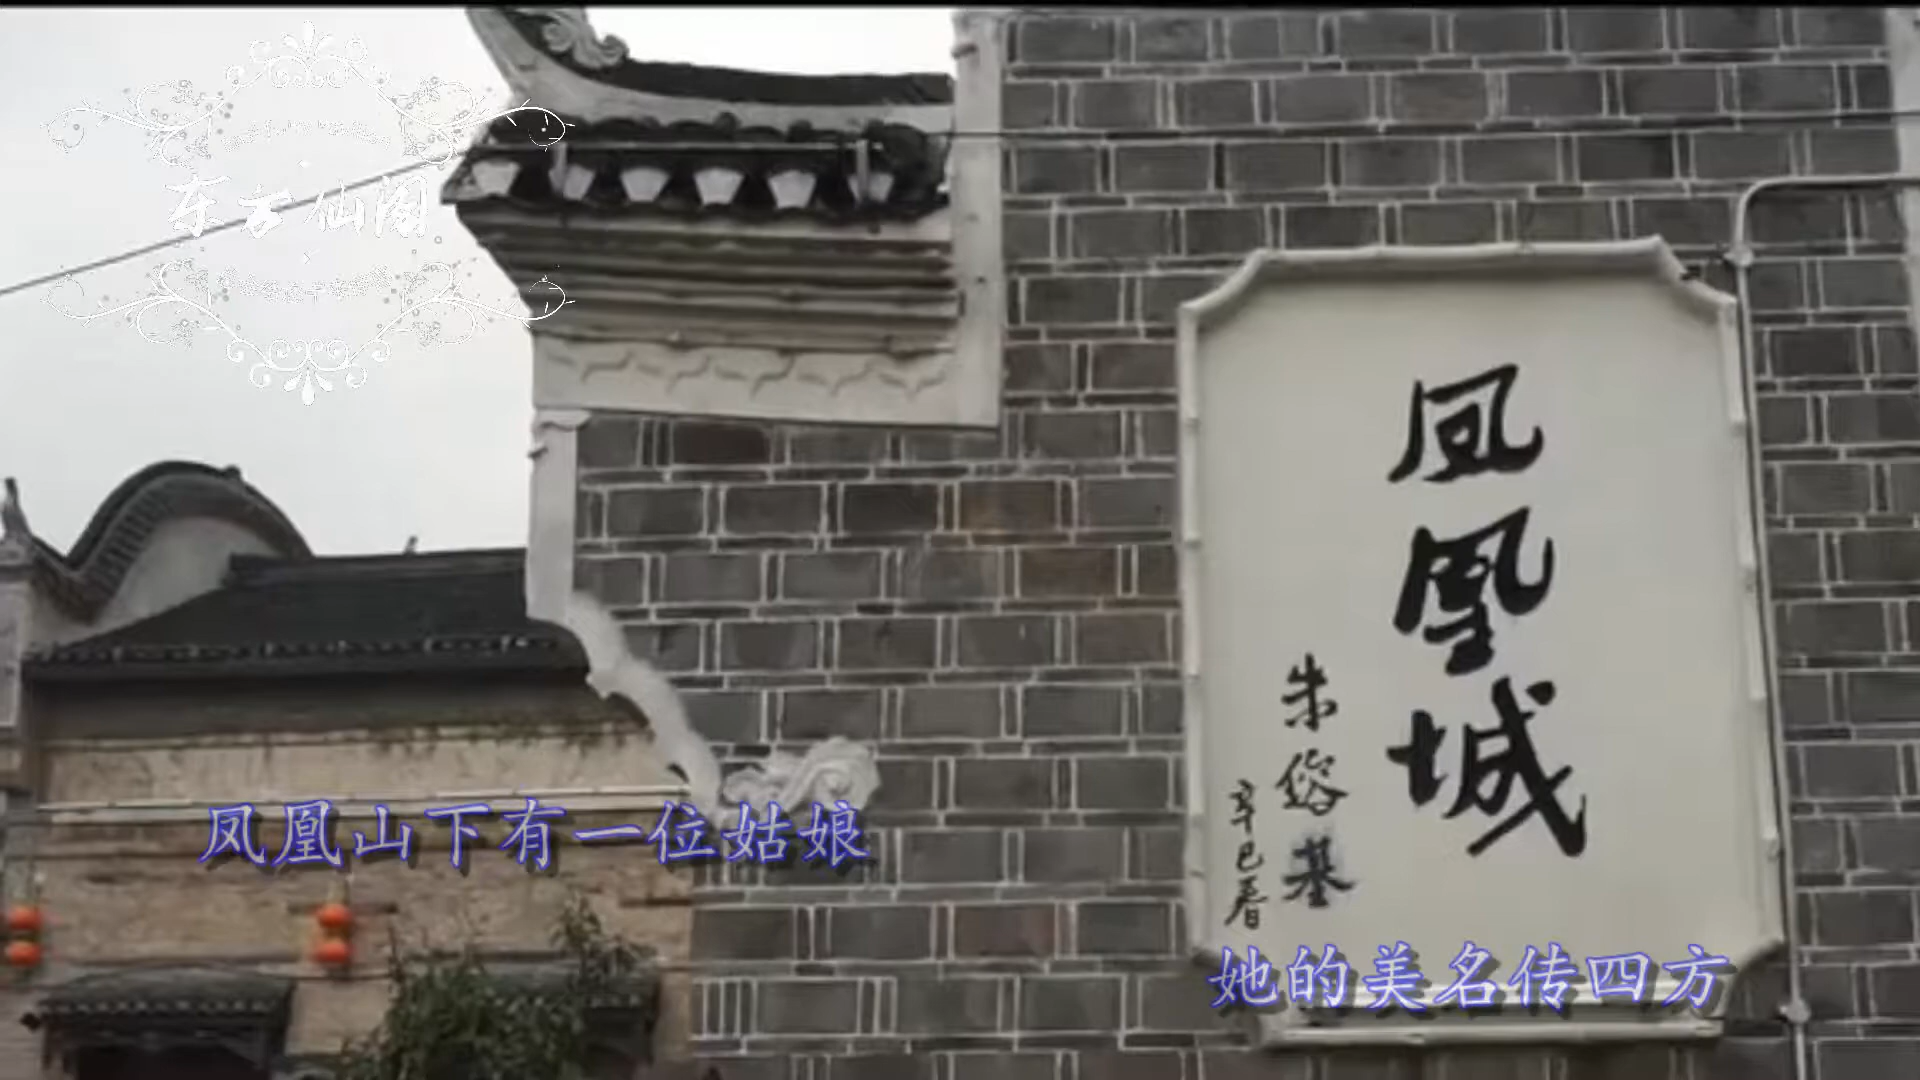 东方仙阁
凤凰城
朱镕基
辛巳春
凤凰山下有一位姑娘
她的美名传四方